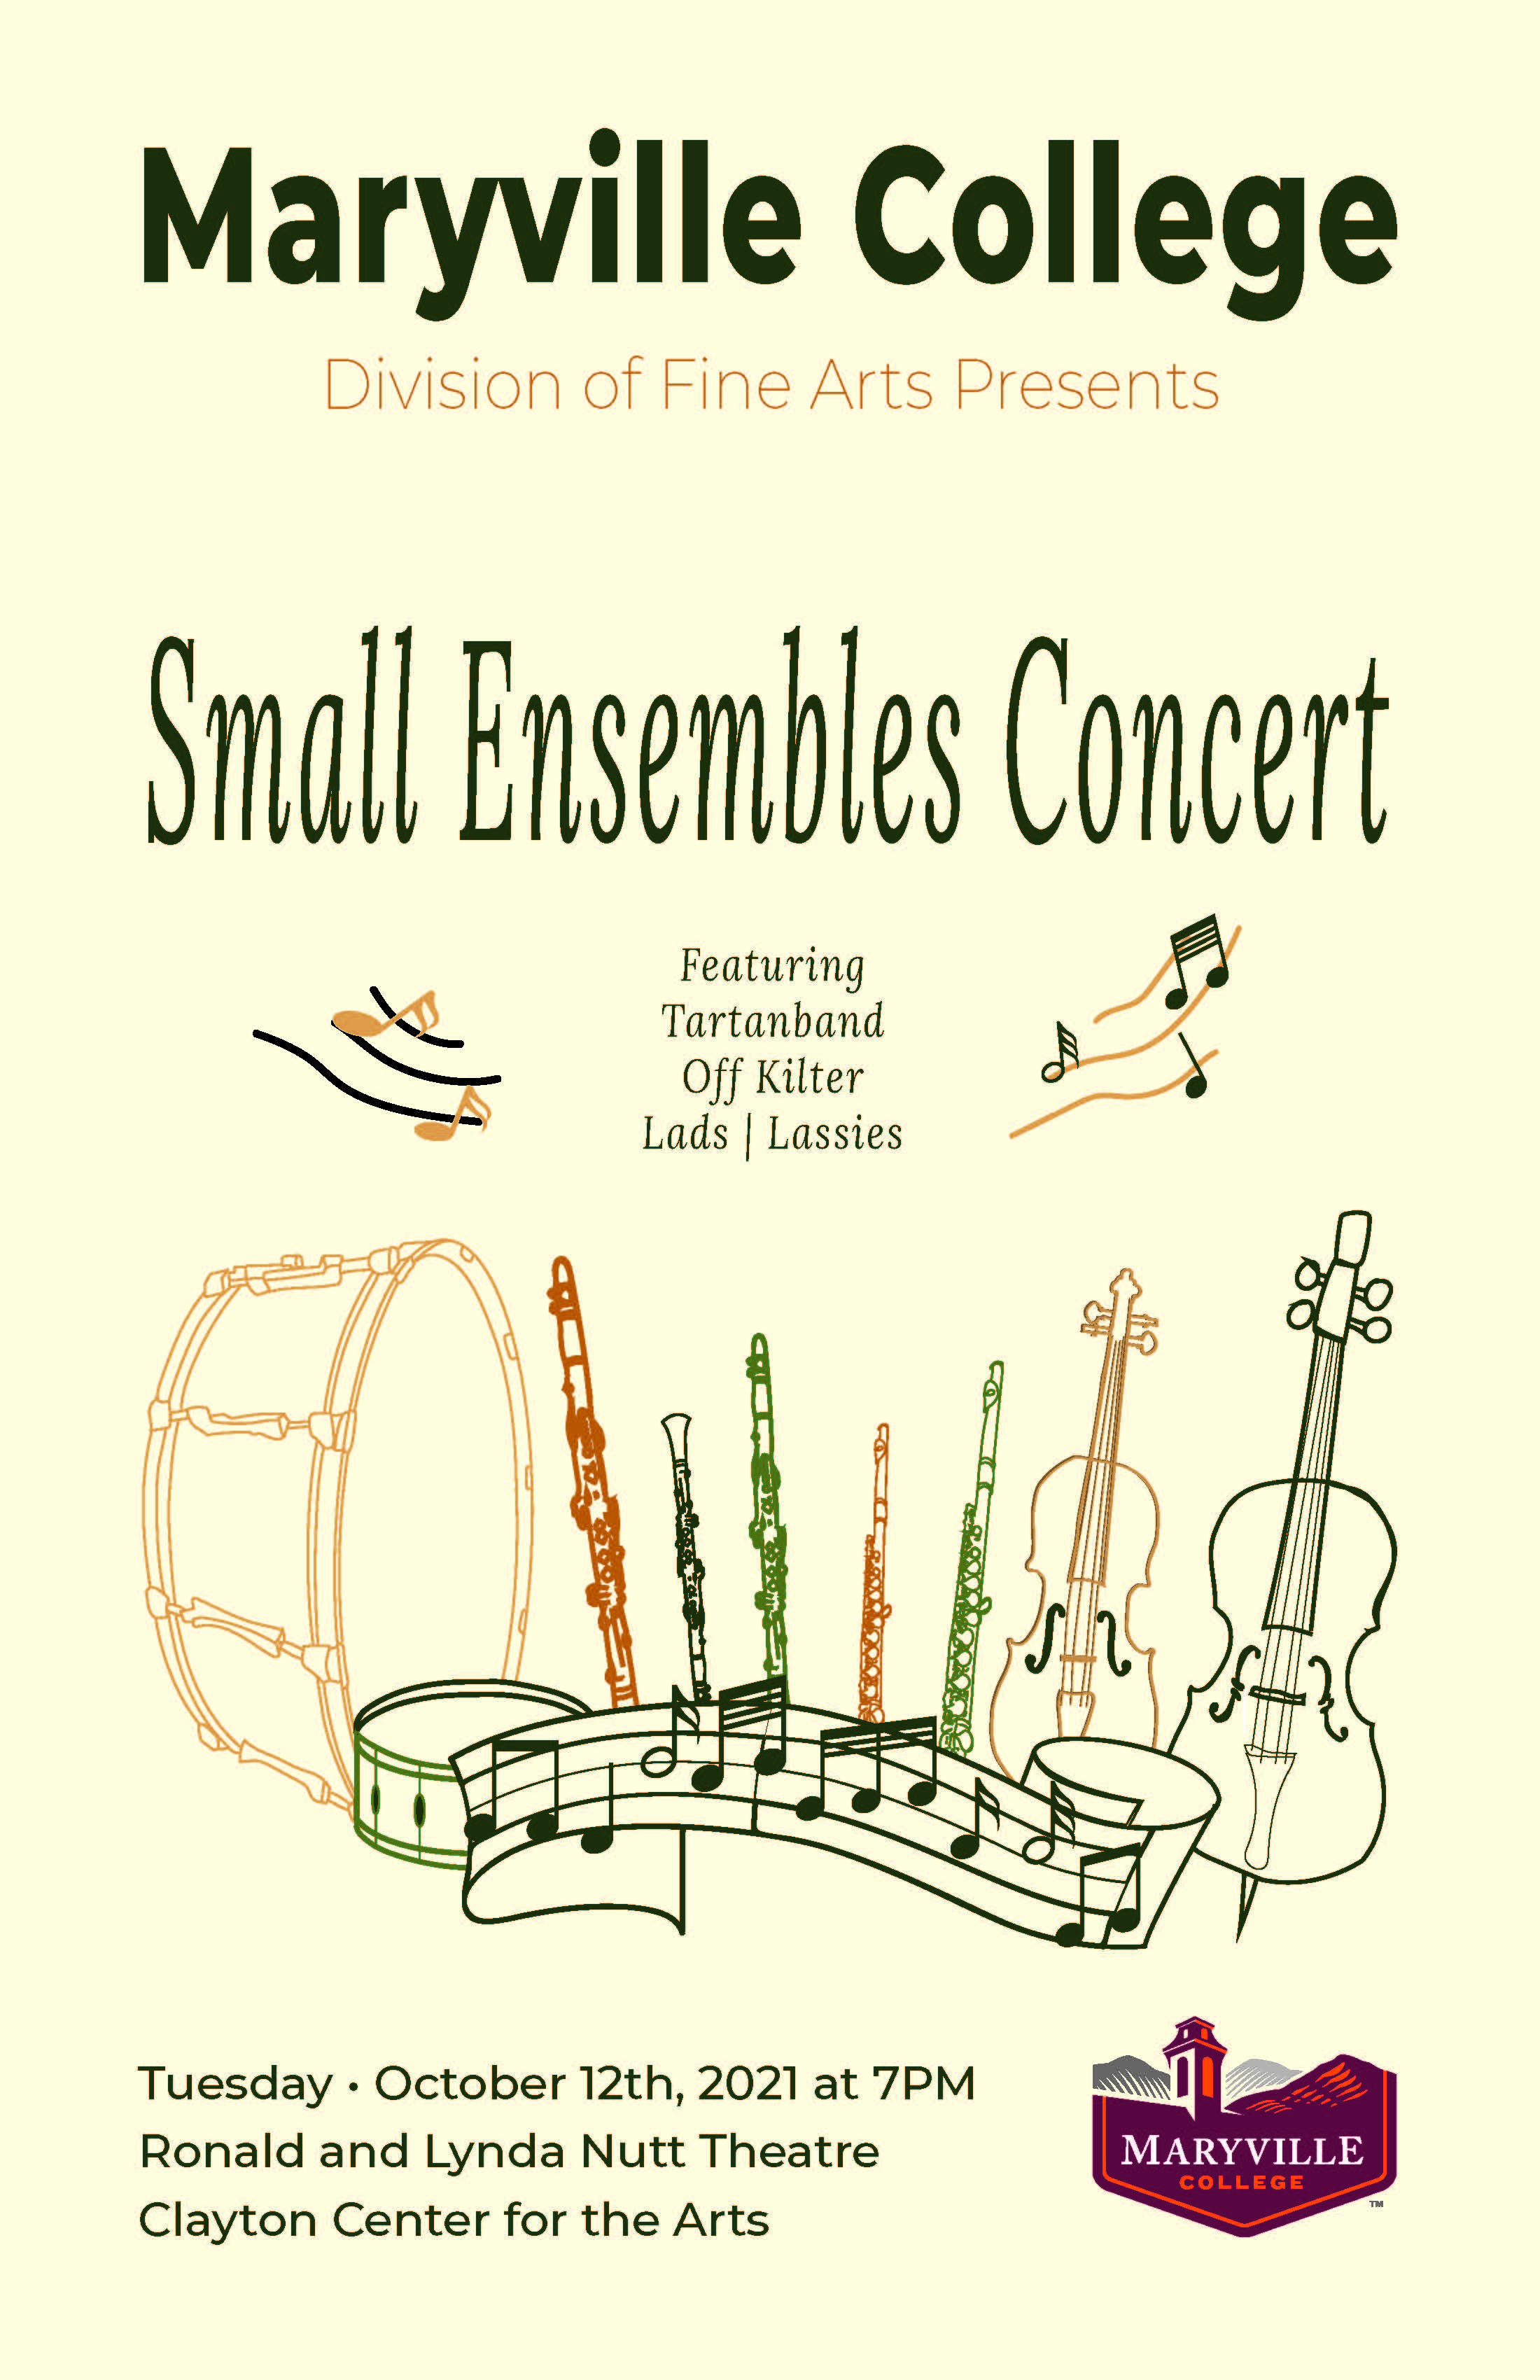 Maryville College
Division of Fine Arts Presents
Small Ensembles Concert
Featuring
Tartanband
Off Kilter
Lads | Lassies
Tuesday • October 12th, 2021 at 7PM
Ronald and Lynda Nutt Theatre
Clayton Center for the Arts
MARYVILLE
COLLEGE
TM